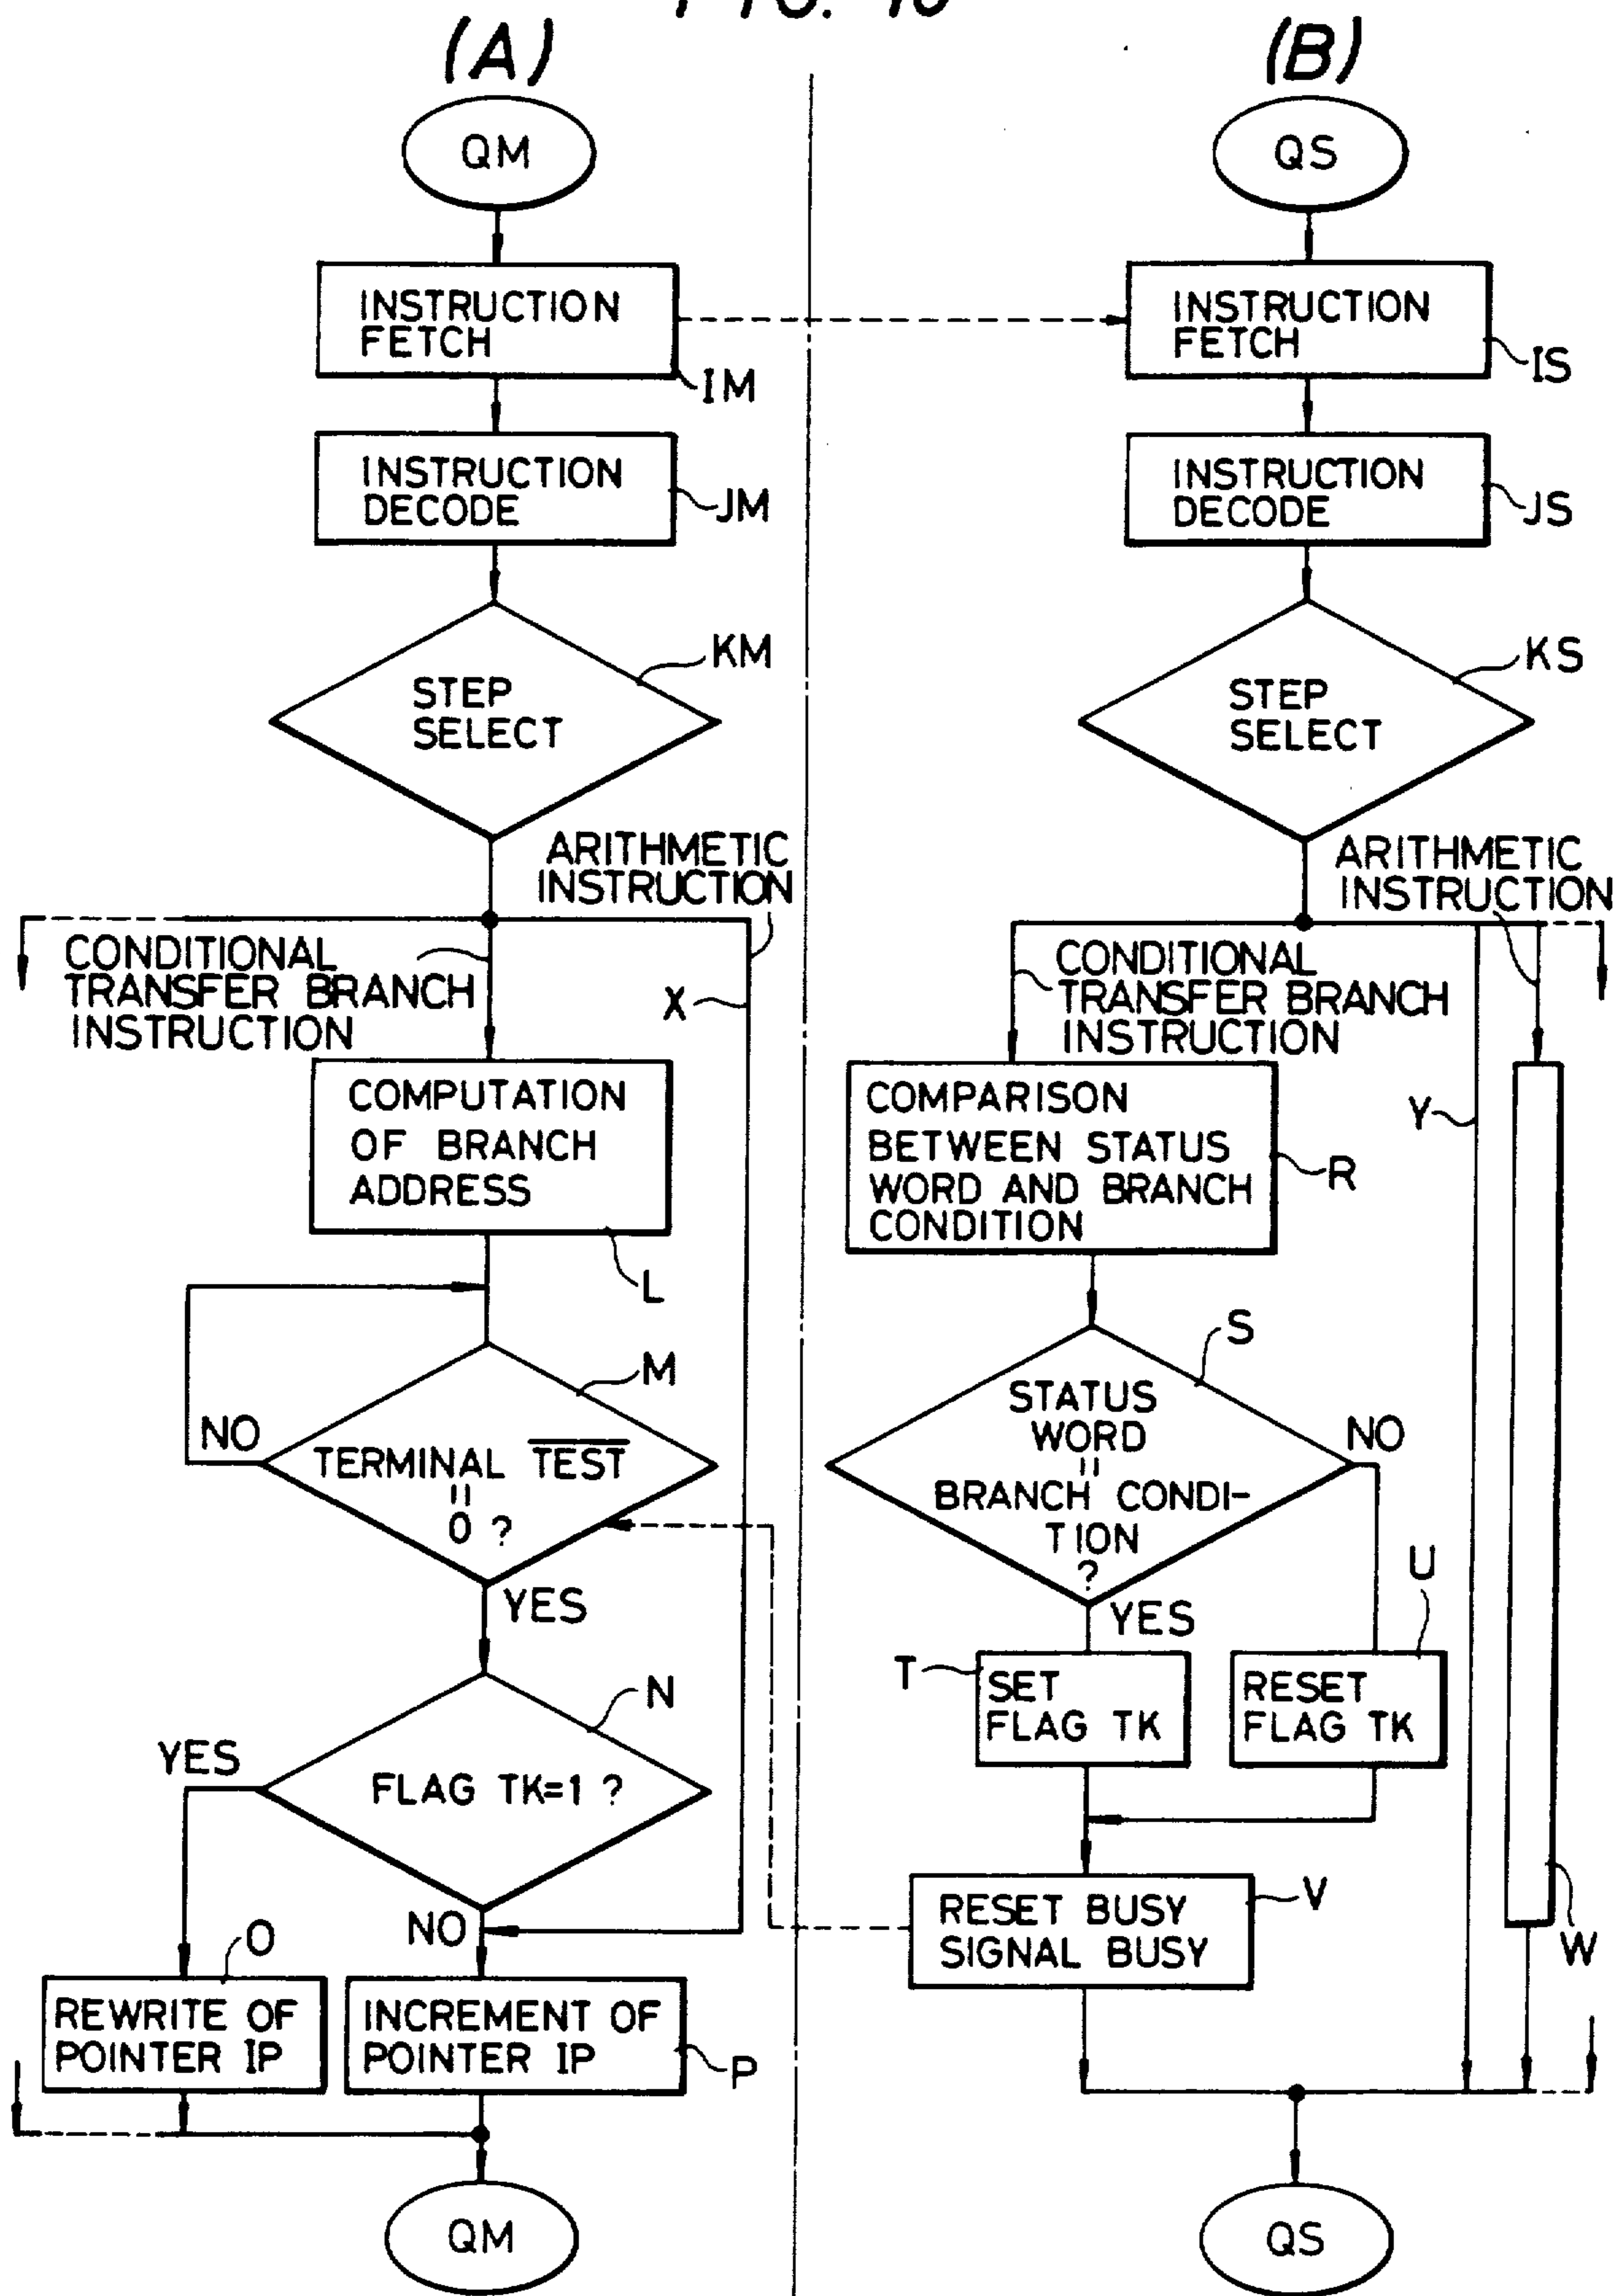 (A)
QM
INSTRUCTION
FETCH
IM
INSTRUCTION
DECODE
JM
STEP
SELECT
KM
ARITHMETIC
INSTRUCTION
CONDITIONAL
TRANSFER BRANCH
INSTRUCTION
X
COMPUTATION
OF BRANCH
ADDRESS
L
M
NO
TERMINAL TEST
=
0 ?
YES
N
YES
FLAG TK=1 ?
NO
O
REWRITE OF
POINTER IP
INCREMENT OF
POINTER IP
P
QM
(B)
QS
INSTRUCTION
FETCH
IS
INSTRUCTION
DECODE
JS
STEP
SELECT
KS
ARITHMETIC
INSTRUCTION
CONDITIONAL
TRANSFER BRANCH
INSTRUCTION
Y
COMPARISON
BETWEEN STATUS
WORD AND BRANCH
CONDITION
R
S
STATUS
WORD
=
BRANCH CONDI-
TION
?
NO
YES
U
T
SET
FLAG TK
RESET
FLAG TK
RESET BUSY
SIGNAL BUSY
V
W
QS